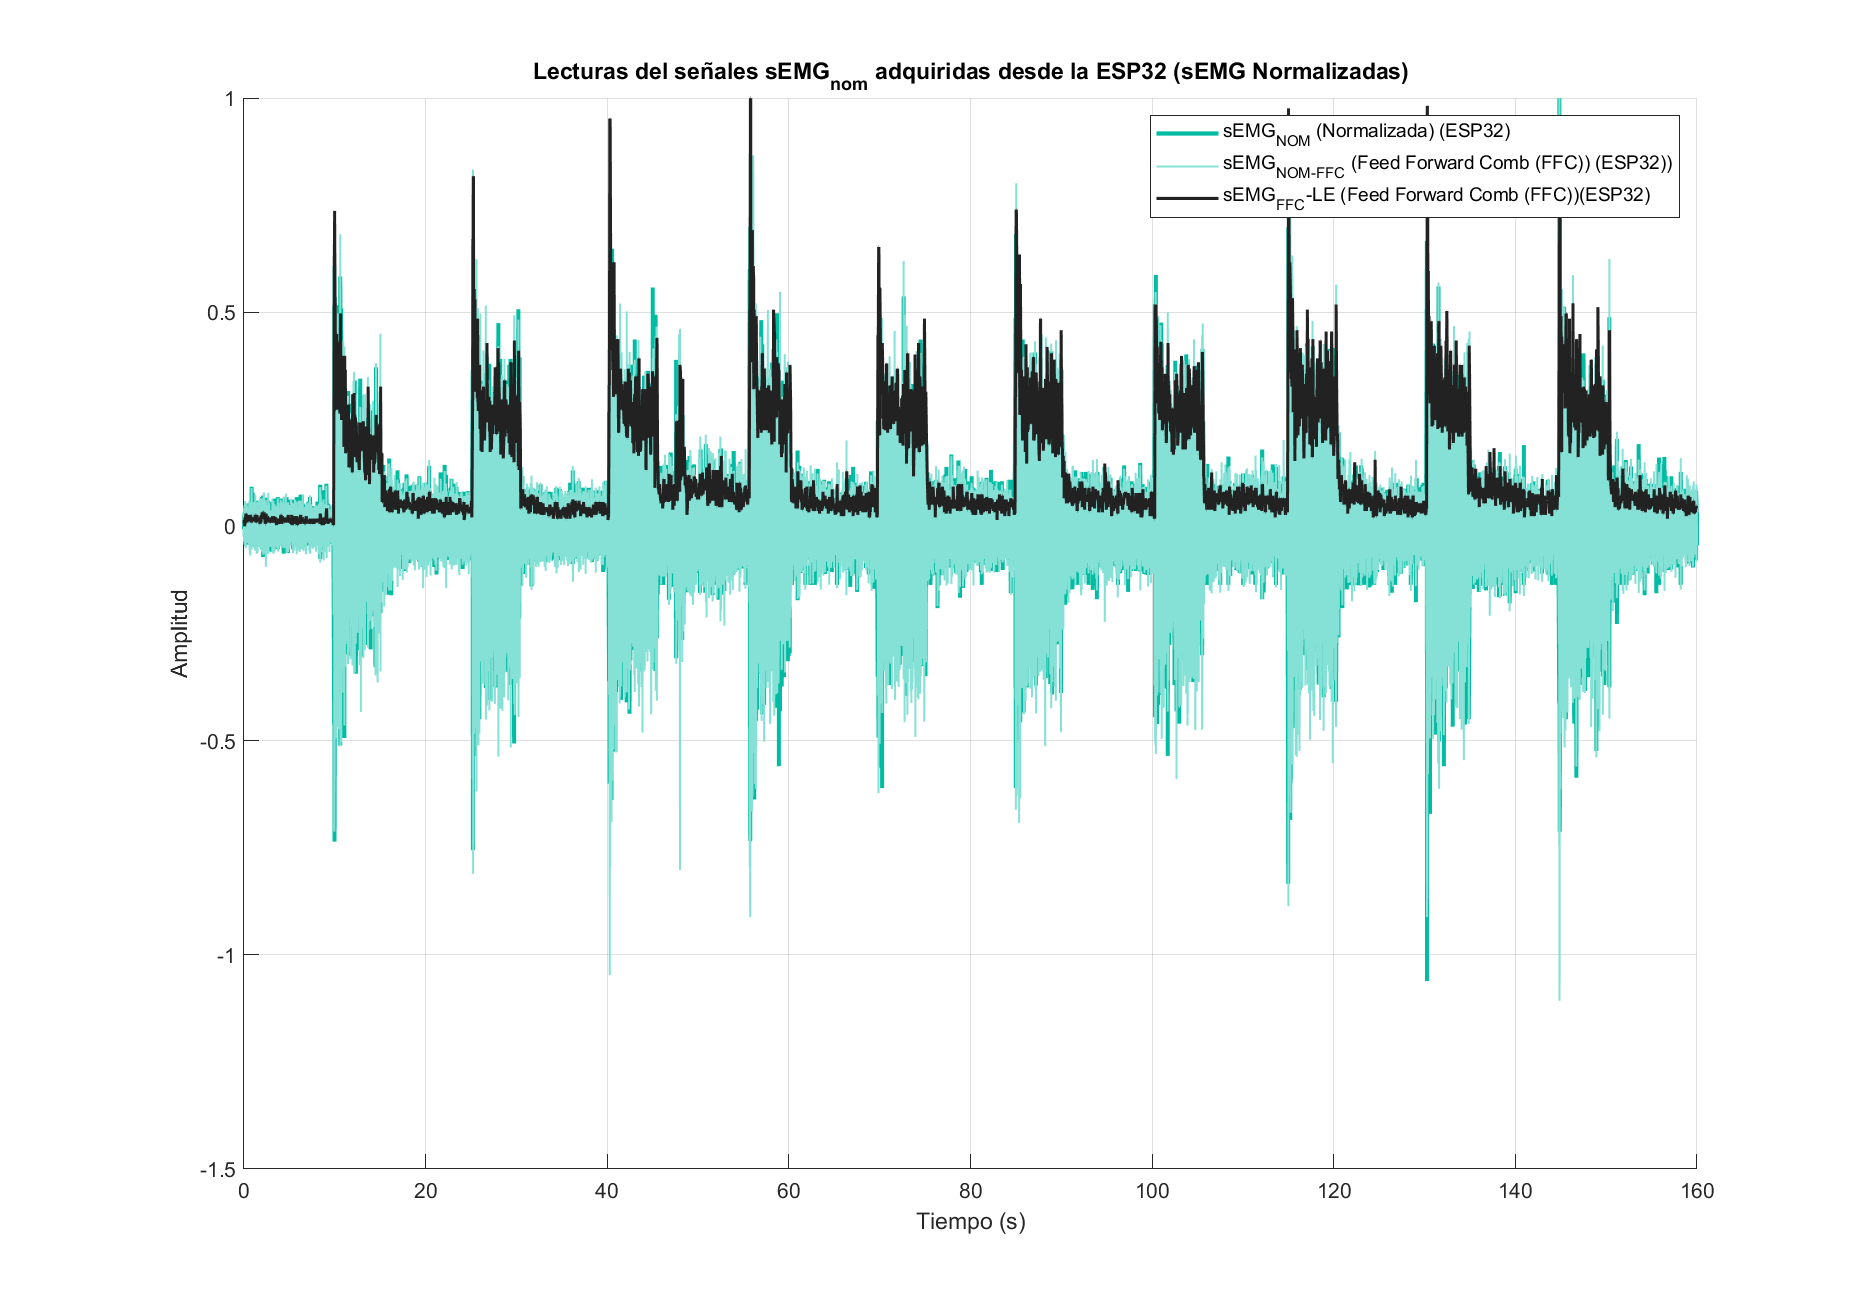 Lecturas del señales sEMGnom adquiridas desde la ESP32 (sEMG Normalizadas)
sEMGNOM (Normalizada) (ESP32)
sEMGNOM-FFC (Feed Forward Comb (FFC)) (ESP32))
sEMGFFC-LE (Feed Forward Comb (FFC))(ESP32)
1
0.5
0
-0.5
-1
-1.5
Amplitud
0 20 40 60 80 100 120 140 160
Tiempo (s)